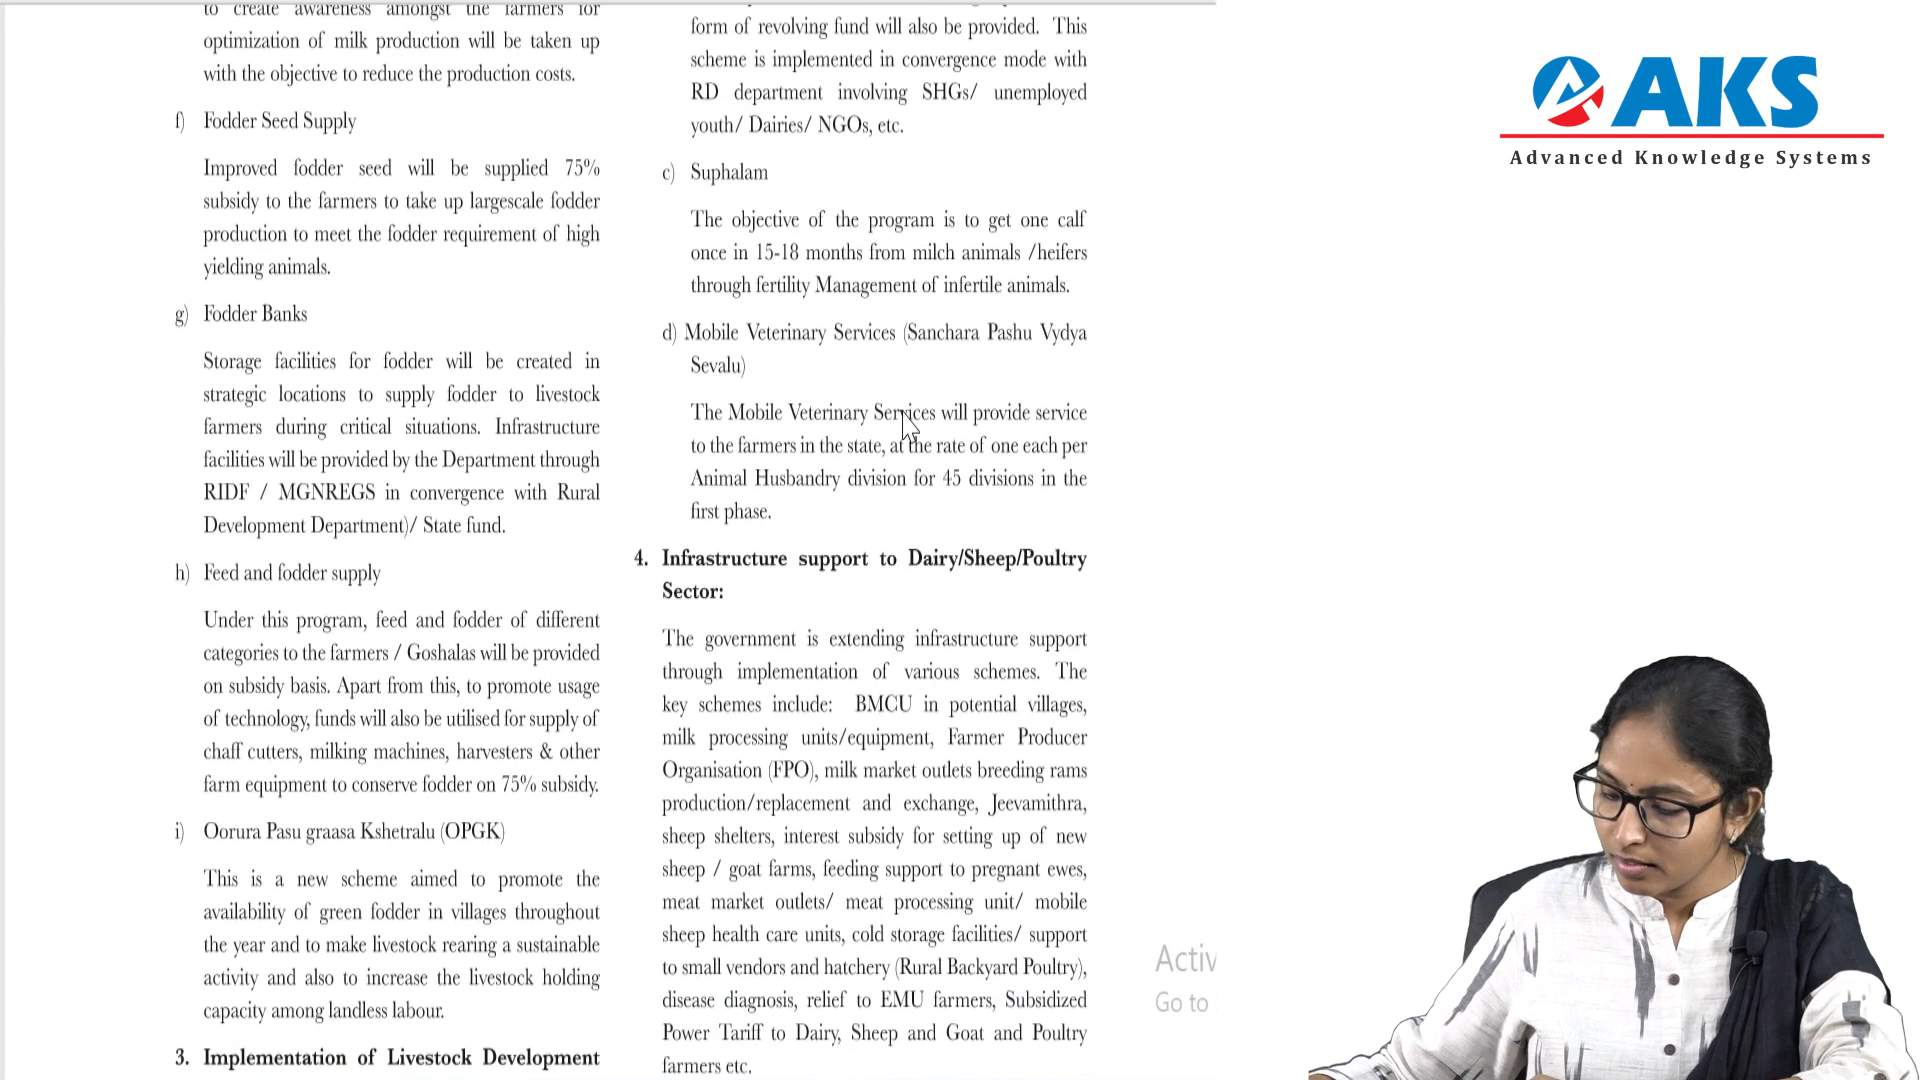 to create awareness amongst the farmers for
optimization of milk production will be taken up
with the objective to reduce the production costs.
f) Fodder Seed Supply
Improved fodder seed will be supplied 75%
subsidy to the farmers to take up largescale fodder
production to meet the fodder requirement of high
yielding animals.
g) Fodder Banks
Storage facilities for fodder will be created in
strategic locations to supply fodder to livestock
farmers during critical situations. Infrastructure
facilities will be provided by the Department through
RIDF / MGNREGS in convergence with Rural
Development Department)/ State fund.
h) Feed and fodder supply
Under this program, feed and fodder of different
categories to the farmers / Goshalas will be provided
on subsidy basis. Apart from this, to promote usage
of technology, funds will also be utilised for supply of
chaff cutters, milking machines, harvesters & other
farm equipment to conserve fodder on 75% subsidy.
i) Oorura Pasu graasa Kshetralu (OPGK)
This is a new scheme aimed to promote the
availability of green fodder in villages throughout
the year and to make livestock rearing a sustainable
activity and also to increase the livestock holding
capacity among landless labour.
3. Implementation of Livestock Development
form of revolving fund will also be provided. This
scheme is implemented in convergence mode with
RD department involving SHGs/ unemployed
youth/ Dairies/ NGOs, etc.
c) Suphalam
The objective of the program is to get one calf
once in 15-18 months from milch animals /heifers
through fertility Management of infertile animals.
d) Mobile Veterinary Services (Sanchara Pashu Vydya
Sevalu)
The Mobile Veterinary Services will provide service
to the farmers in the state, at the rate of one each per
Animal Husbandry division for 45 divisions in the
first phase.
4. Infrastructure support to Dairy/Sheep/Poultry
Sector:
The government is extending infrastructure support
through implementation of various schemes. The
key schemes include: BMCU in potential villages,
milk processing units/equipment, Farmer Producer
Organisation (FPO), milk market outlets breeding rams
production/replacement and exchange, Jeevamithra,
sheep shelters, interest subsidy for setting up of new
sheep / goat farms, feeding support to pregnant ewes,
meat market outlets/ meat processing unit/ mobile
sheep health care units, cold storage facilities/ support
to small vendors and hatchery (Rural Backyard Poultry),
disease diagnosis, relief to EMU farmers, Subsidized
Power Tariff to Dairy, Sheep and Goat and Poultry
farmers etc.
AKS
Advanced Knowledge Systems
Activ
Go to